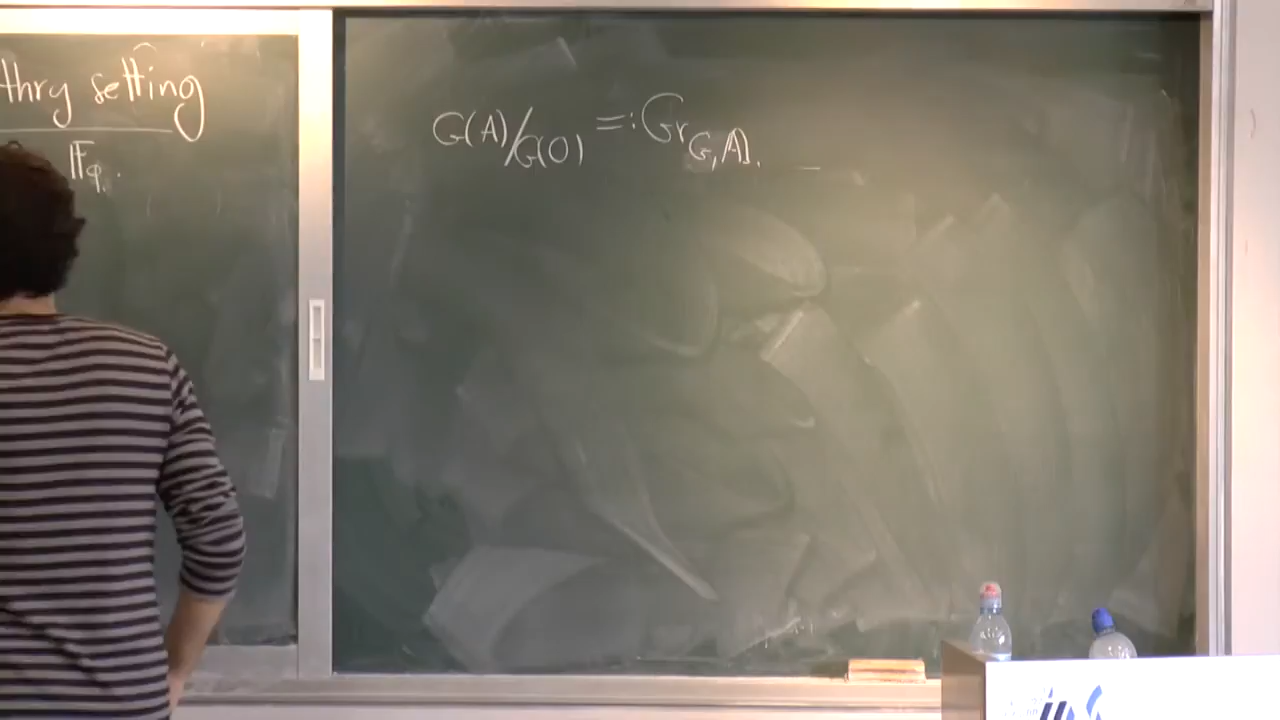 thry setting
𝔽q.
G(A)/G(O) =: Gr_{G,A}.